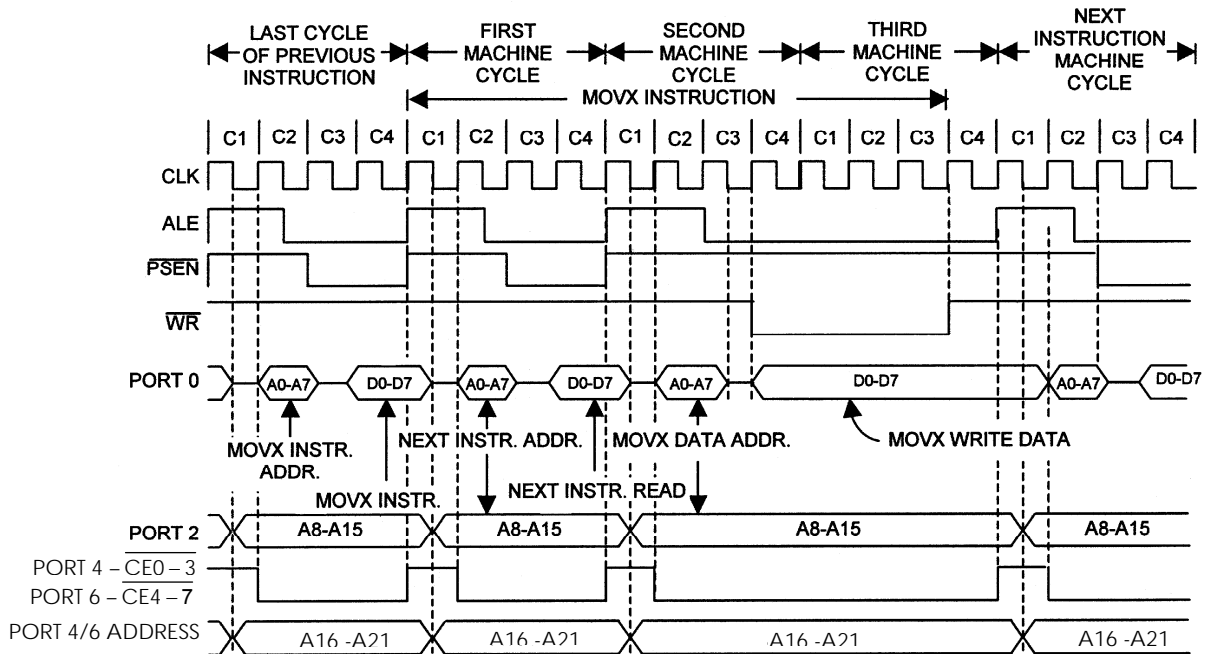 LAST CYCLE
OF PREVIOUS
INSTRUCTION
FIRST
MACHINE
CYCLE
SECOND
MACHINE
CYCLE
THIRD
MACHINE
CYCLE
NEXT
INSTRUCTION
MACHINE
CYCLE
MOVX INSTRUCTION
C1 C2 C3 C4 C1 C2 C3 C4 C1 C2 C3 C4 C1 C2 C3 C4 C1 C2 C3 C4
CLK
ALE
PSEN
WR
PORT 0 A0-A7 D0-D7 A0-A7 D0-D7 A0-A7 D0-D7 A0-A7 D0-D7
MOVX INSTR.
ADDR.
NEXT INSTR. ADDR.
MOVX DATA ADDR.
MOVX WRITE DATA
MOVX INSTR.
NEXT INSTR. READ
PORT 2 A8-A15 A8-A15 A8-A15 A8-A15
PORT 4 – CE0 – 3
PORT 6 – CE4 – 7
PORT 4/6 ADDRESS A16 -A21 A16 -A21 A16 -A21 A16 -A21